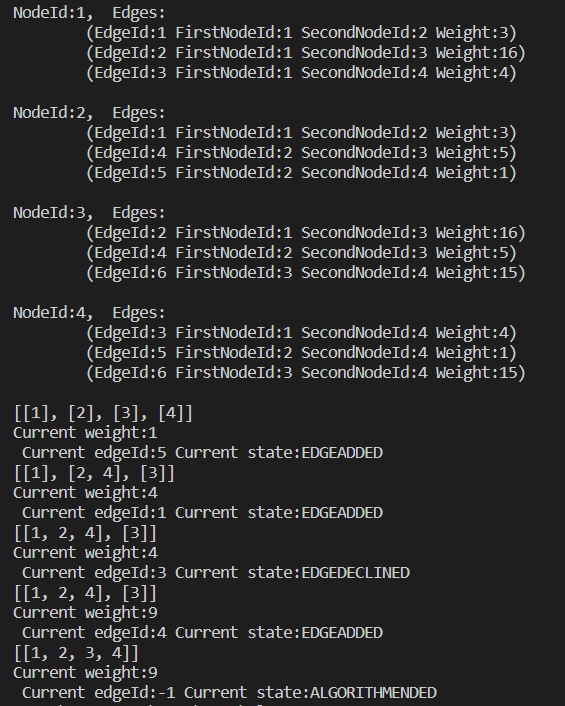 NodeId:1,  Edges:
(EdgeId:1 FirstNodeId:1 SecondNodeId:2 Weight:3)
(EdgeId:2 FirstNodeId:1 SecondNodeId:3 Weight:16)
(EdgeId:3 FirstNodeId:1 SecondNodeId:4 Weight:4)
NodeId:2,  Edges:
(EdgeId:1 FirstNodeId:1 SecondNodeId:2 Weight:3)
(EdgeId:4 FirstNodeId:2 SecondNodeId:3 Weight:5)
(EdgeId:5 FirstNodeId:2 SecondNodeId:4 Weight:1)
NodeId:3,  Edges:
(EdgeId:2 FirstNodeId:1 SecondNodeId:3 Weight:16)
(EdgeId:4 FirstNodeId:2 SecondNodeId:3 Weight:5)
(EdgeId:6 FirstNodeId:3 SecondNodeId:4 Weight:15)
NodeId:4,  Edges:
(EdgeId:3 FirstNodeId:1 SecondNodeId:4 Weight:4)
(EdgeId:5 FirstNodeId:2 SecondNodeId:4 Weight:1)
(EdgeId:6 FirstNodeId:3 SecondNodeId:4 Weight:15)
[[1], [2], [3], [4]]
Current weight:1
Current edgeId:5 Current state:EDGEADDED
[[1], [2, 4], [3]]
Current weight:4
Current edgeId:1 Current state:EDGEADDED
[[1, 2, 4], [3]]
Current weight:4
Current edgeId:3 Current state:EDGEDECLINED
[[1, 2, 4], [3]]
Current weight:9
Current edgeId:4 Current state:EDGEADDED
[[1, 2, 3, 4]]
Current weight:9
Current edgeId:-1 Current state:ALGORITHMENDED